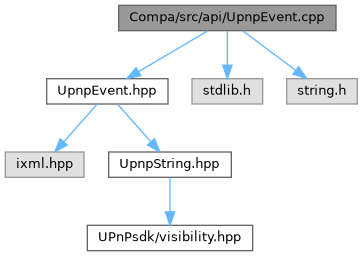 Compa/src/api/UpnpEvent.cpp
UpnpEvent.hpp
stdlib.h
string.h
ixml.hpp
UpnpString.hpp
UPnPsdk/visibility.hpp